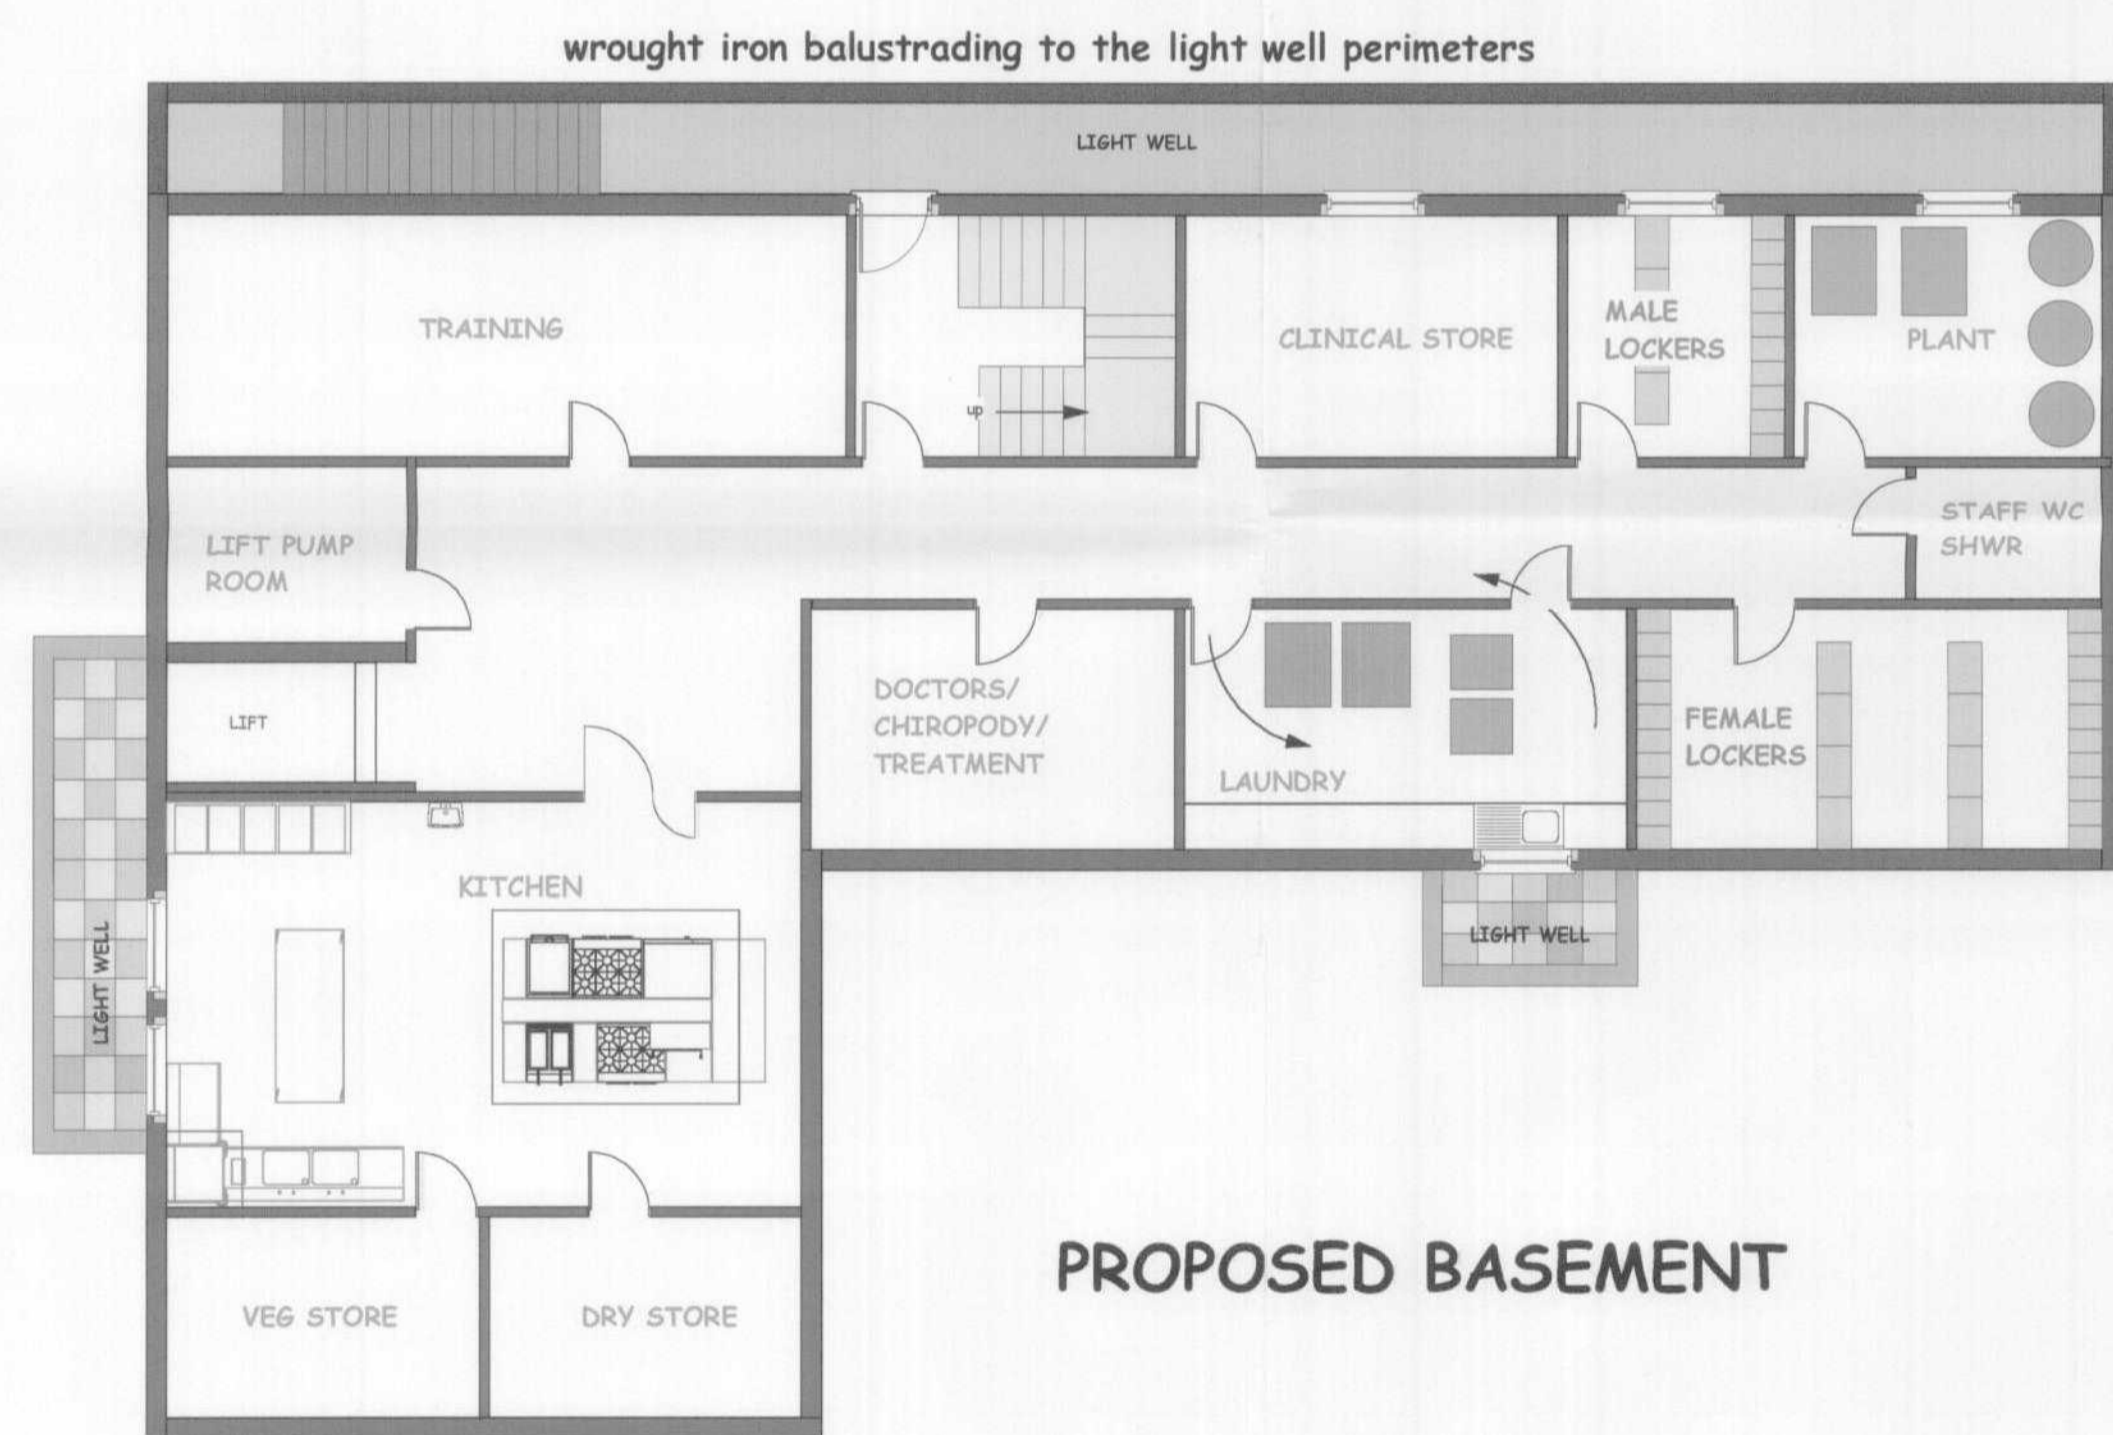 wrought iron balustrading to the light well perimeters
LIGHT WELL
TRAINING
up
CLINICAL STORE
MALE
LOCKERS
PLANT
LIFT PUMP
ROOM
STAFF WC
SHWR
LIFT
DOCTORS/
CHIROPODY/
TREATMENT
LAUNDRY
FEMALE
LOCKERS
KITCHEN
LIGHT WELL
LIGHT WELL
VEG STORE
DRY STORE
PROPOSED BASEMENT